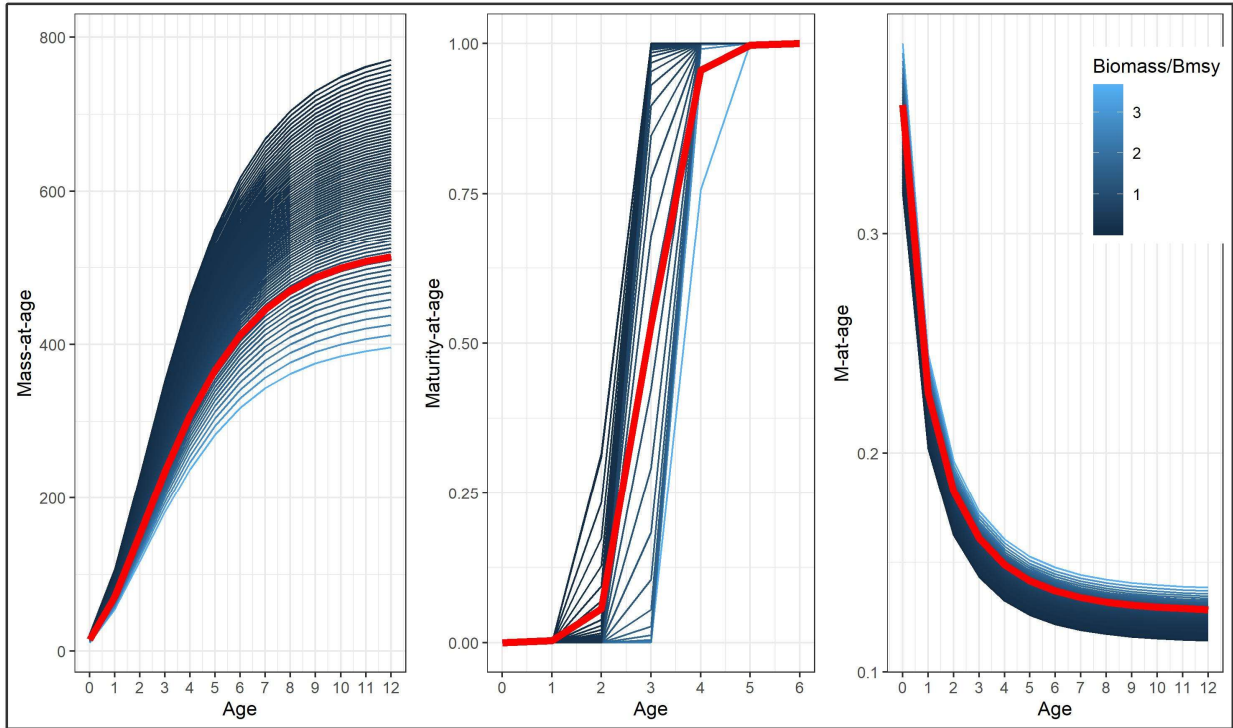 800
600
400
200
0
Mass-at-age
0 1 2 3 4 5 6 7 8 9 10 11 12
Age
1.00
0.75
0.50
0.25
0.00
Maturity-at-age
0 1 2 3 4 5 6
Age
0.3
0.2
0.1
M-at-age
0 1 2 3 4 5 6 7 8 9 10 11 12
Age
Biomass/Bmsy
3
2
1